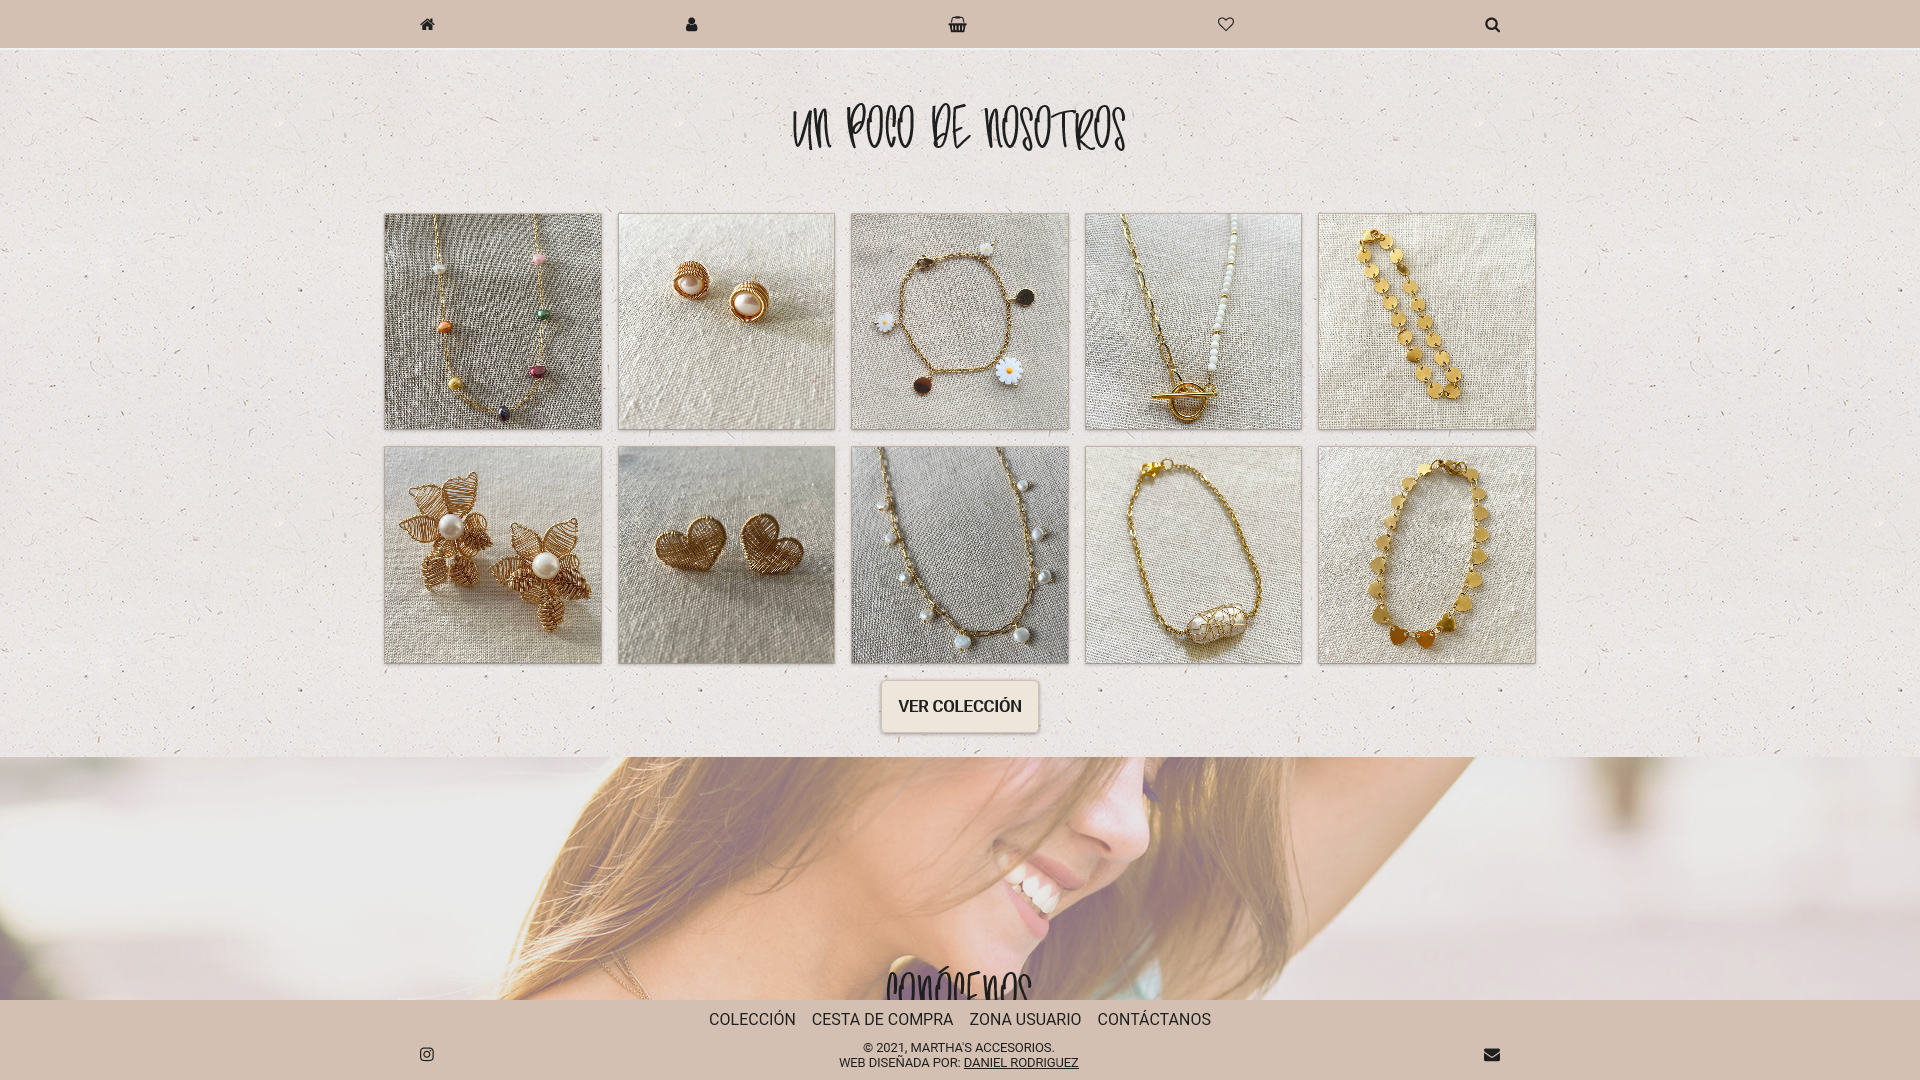 UN POCO DE NOSOTROS
VER COLECCIÓN
CONÓCENOS
COLECCIÓN CESTA DE COMPRA ZONA USUARIO CONTÁCTANOS
© 2021, MARTHA'S ACCESORIOS.
WEB DISEÑADA POR: DANIEL RODRIGUEZ